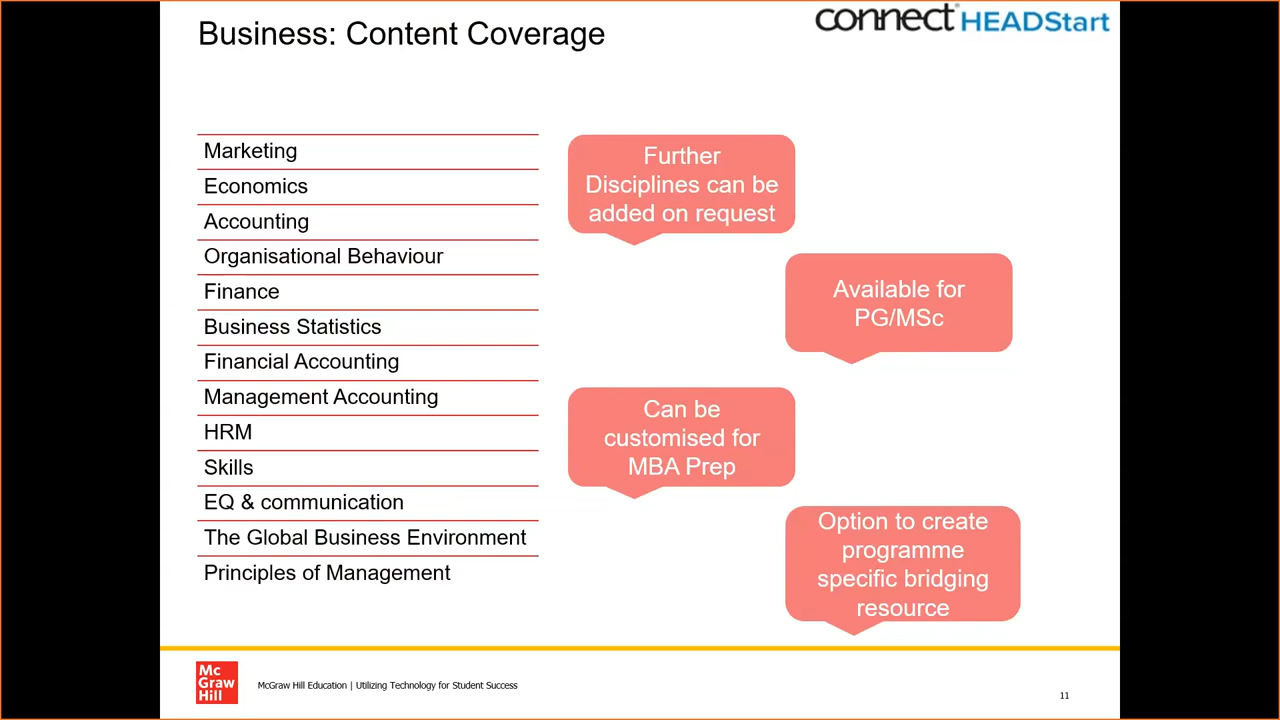 Business: Content Coverage
connect HEADStart
Marketing
Economics
Accounting
Organisational Behaviour
Finance
Business Statistics
Financial Accounting
Management Accounting
HRM
Skills
EQ & communication
The Global Business Environment
Principles of Management
Further
Disciplines can be
added on request
Available for
PG/MSc
Can be
customised for
MBA Prep
Option to create
programme
specific bridging
resource
Mc
Graw
Hill
McGraw Hill Education | Utilizing Technology for Student Success
11